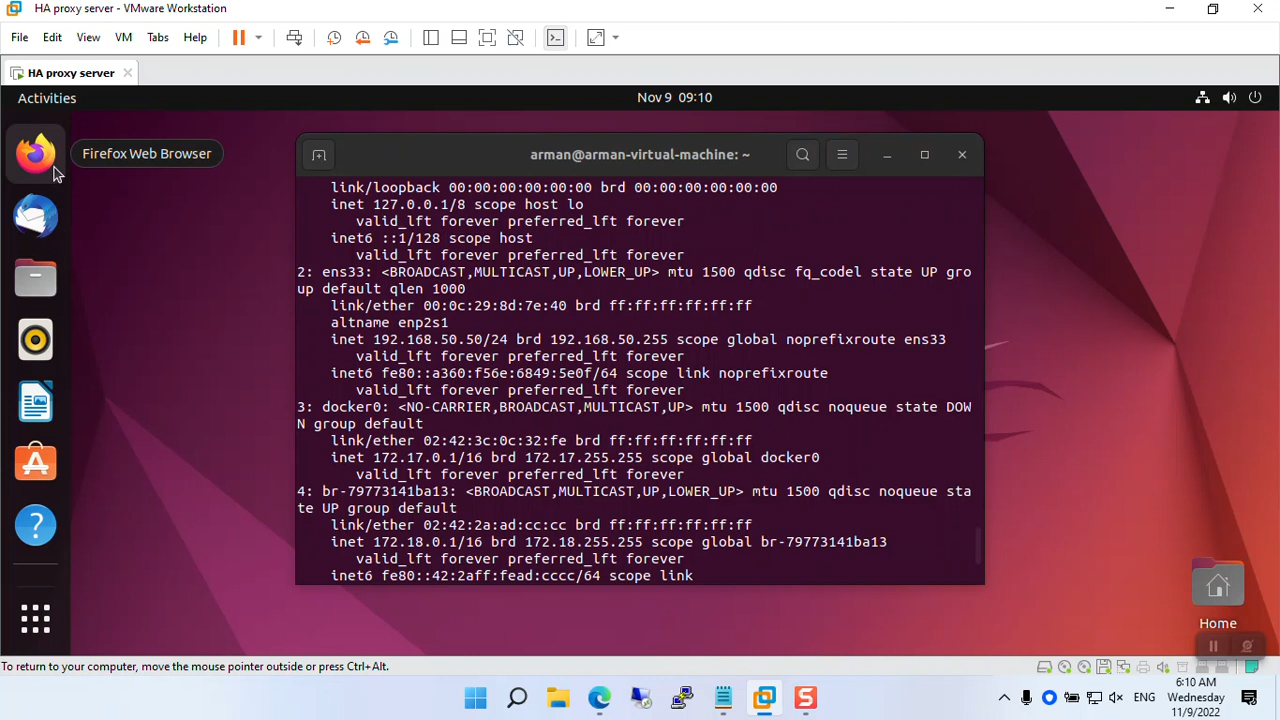 HA proxy server - VMware Workstation
File Edit View VM Tabs Help
HA proxy server
Activities
Nov 9 09:10
Firefox Web Browser
arman@arman-virtual-machine: ~
link/loopback 00:00:00:00:00:00 brd 00:00:00:00:00:00
inet 127.0.0.1/8 scope host lo
valid_lft forever preferred_lft forever
inet6 ::1/128 scope host
valid_lft forever preferred_lft forever
2: ens33: <BROADCAST,MULTICAST,UP,LOWER_UP> mtu 1500 qdisc fq_codel state UP gro
up default qlen 1000
link/ether 00:0c:29:8d:7e:40 brd ff:ff:ff:ff:ff:ff
altname enp2s1
inet 192.168.50.50/24 brd 192.168.50.255 scope global noprefixroute ens33
valid_lft forever preferred_lft forever
inet6 fe80::a360:f56e:6849:5e0f/64 scope link noprefixroute
valid_lft forever preferred_lft forever
3: docker0: <NO-CARRIER,BROADCAST,MULTICAST,UP> mtu 1500 qdisc noqueue state DOW
N group default
link/ether 02:42:3c:0c:32:fe brd ff:ff:ff:ff:ff:ff
inet 172.17.0.1/16 brd 172.17.255.255 scope global docker0
valid_lft forever preferred_lft forever
4: br-79773141ba13: <BROADCAST,MULTICAST,UP,LOWER_UP> mtu 1500 qdisc noqueue sta
te UP group default
link/ether 02:42:2a:ad:cc:cc brd ff:ff:ff:ff:ff:ff
inet 172.18.0.1/16 brd 172.18.255.255 scope global br-79773141ba13
valid_lft forever preferred_lft forever
inet6 fe80::42:2aff:fead:cccc/64 scope link
Home
To return to your computer, move the mouse pointer outside or press Ctrl+Alt.
ENG
6:10 AM
Wednesday
11/9/2022